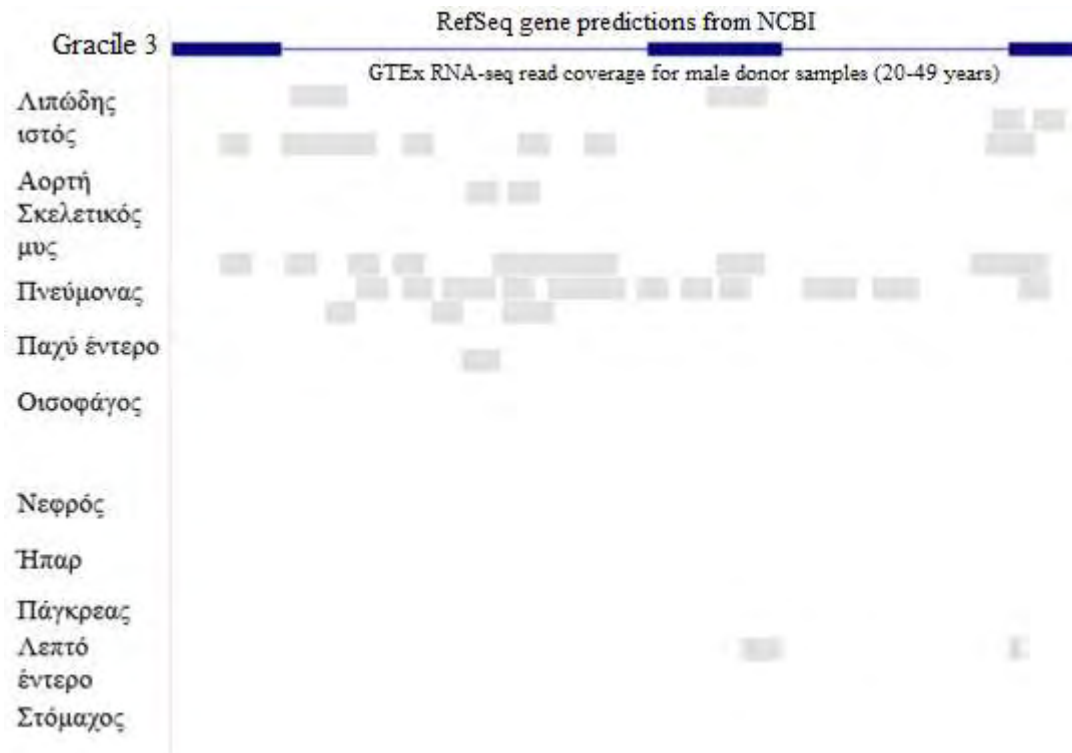 RefSeq gene predictions from NCBI
Gracile 3
GTEx RNA-seq read coverage for male donor samples (20-49 years)
Λιπώδης
ιστός
Αορτή
Σκελετικός
μυς
Πνεύμονας
Παχύ έντερο
Οισοφάγος
Νεφρός
Ήπαρ
Πάγκρεας
Λεπτό
έντερο
Στόμαχος